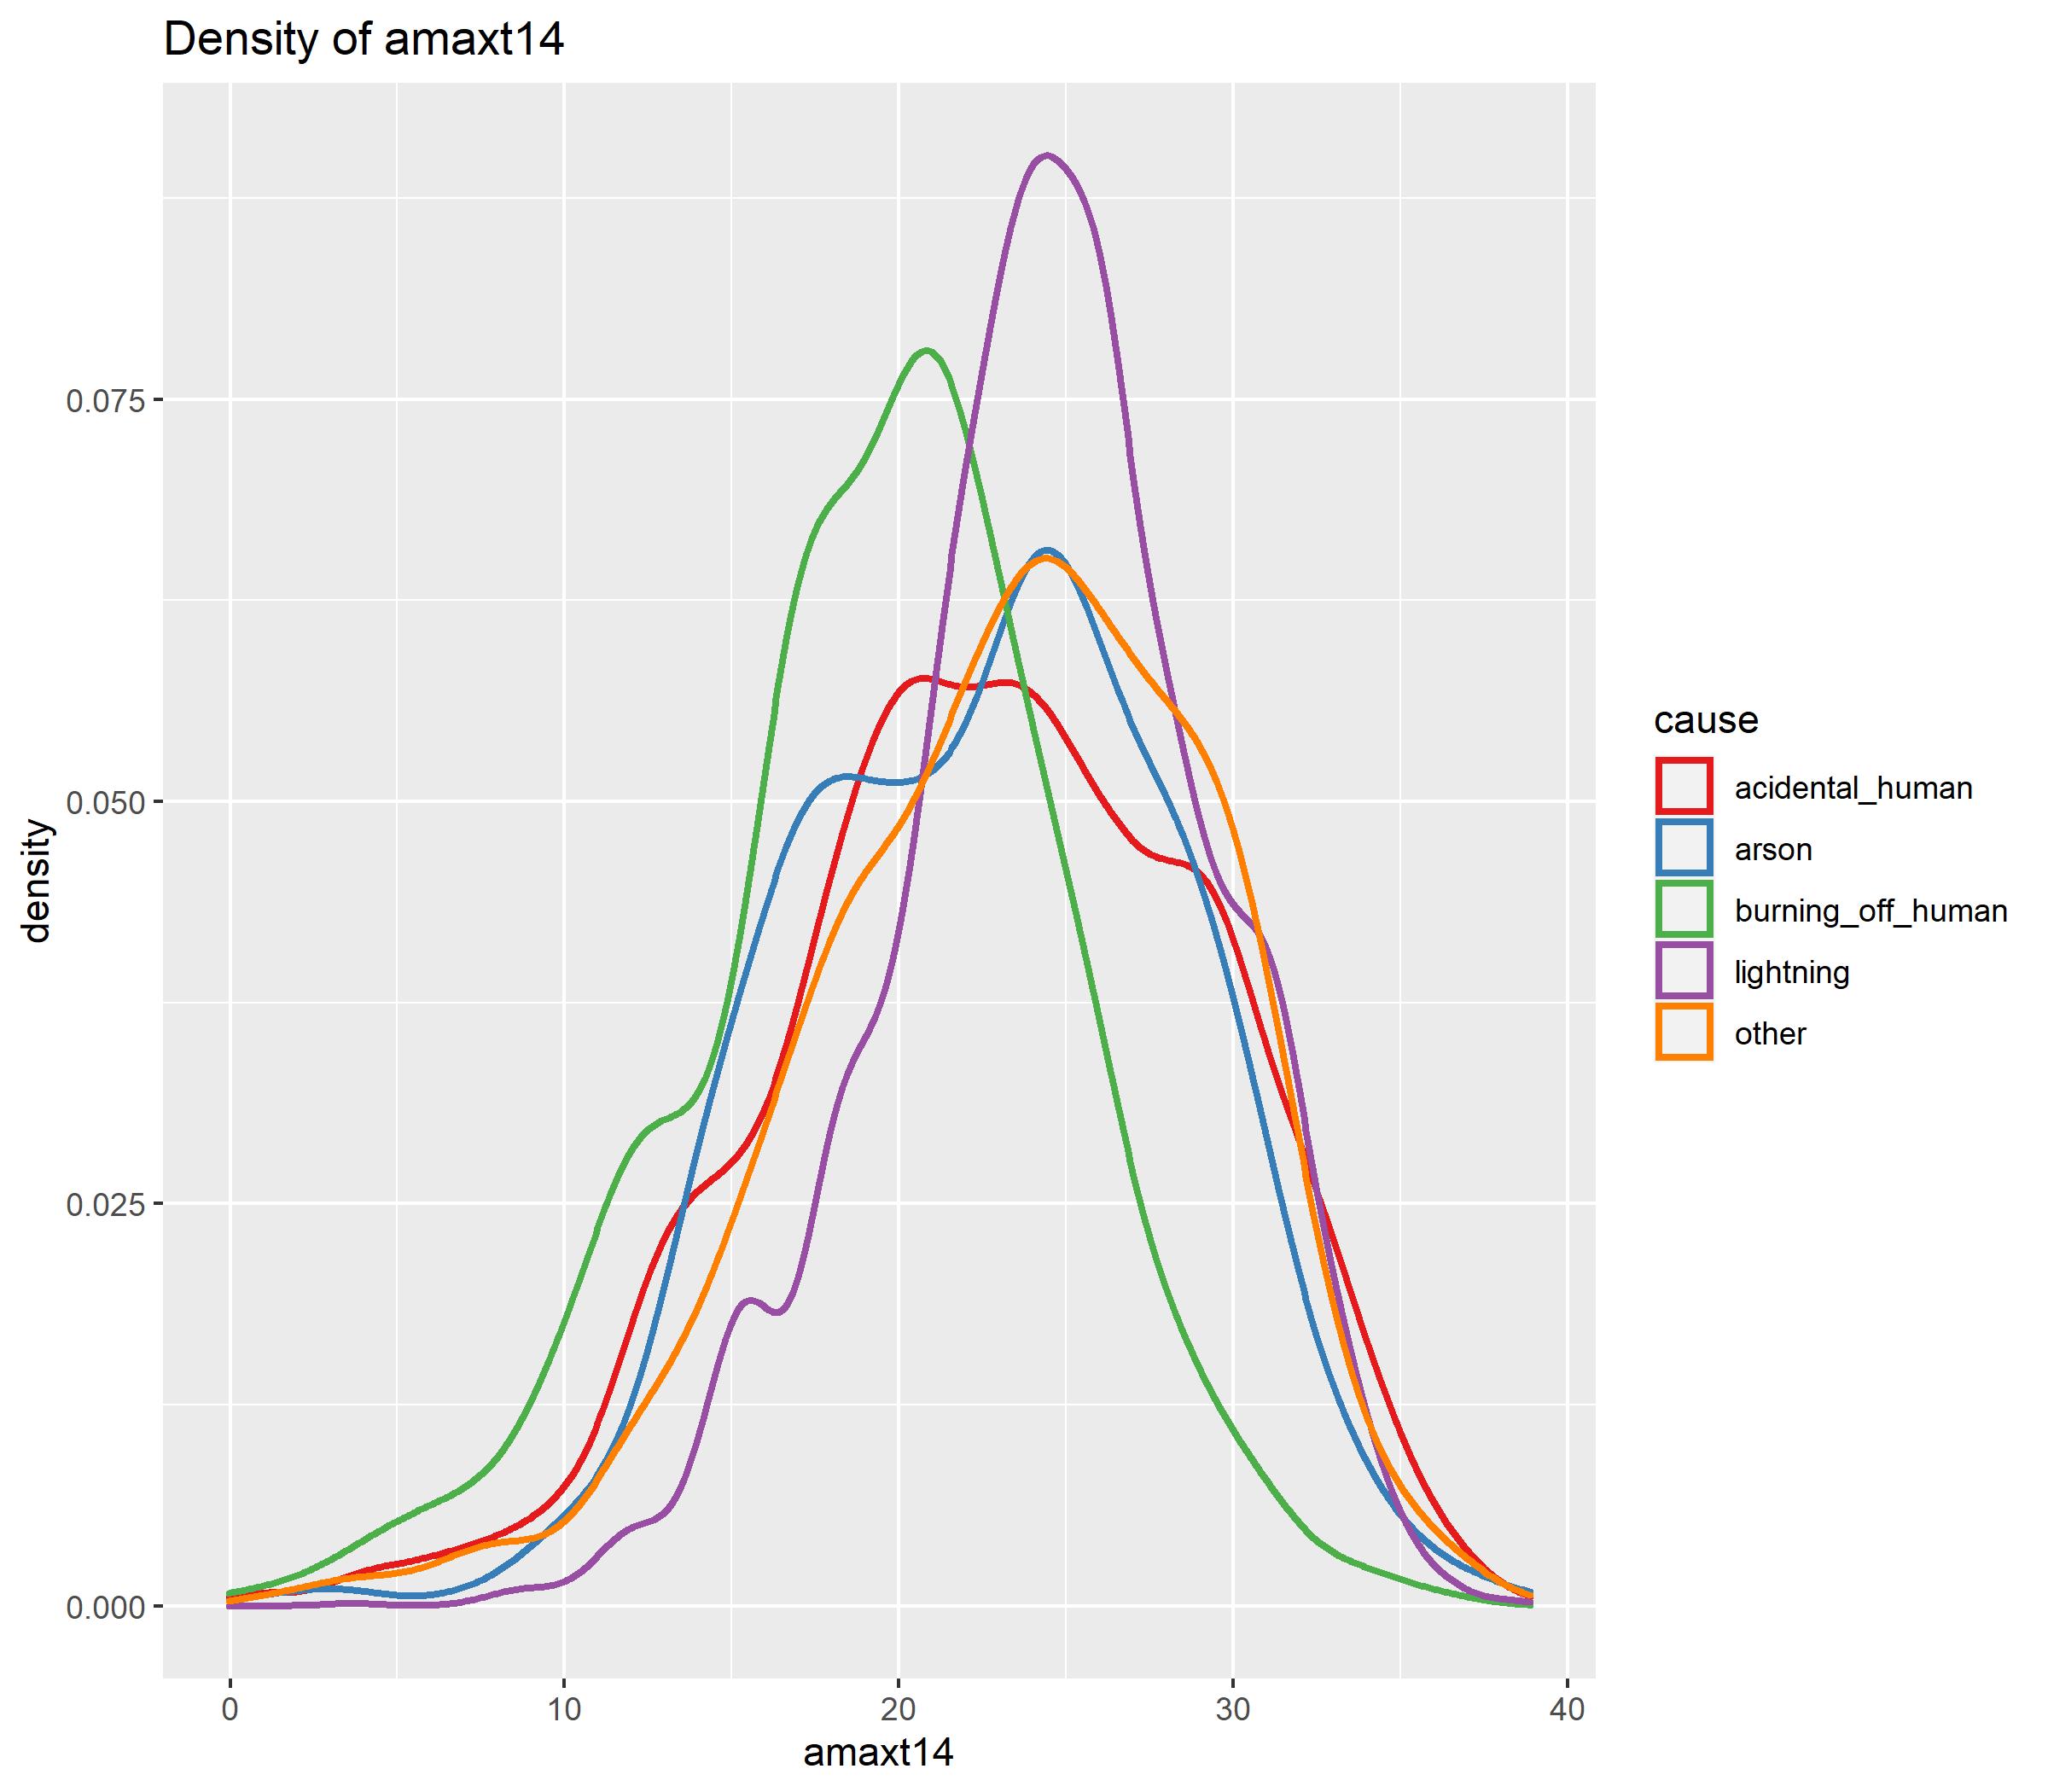 Density of amaxt14
density
0.075
0.050
0.025
0.000
0
10
20
30
40
amaxt14
cause
acidental_human
arson
burning_off_human
lightning
other